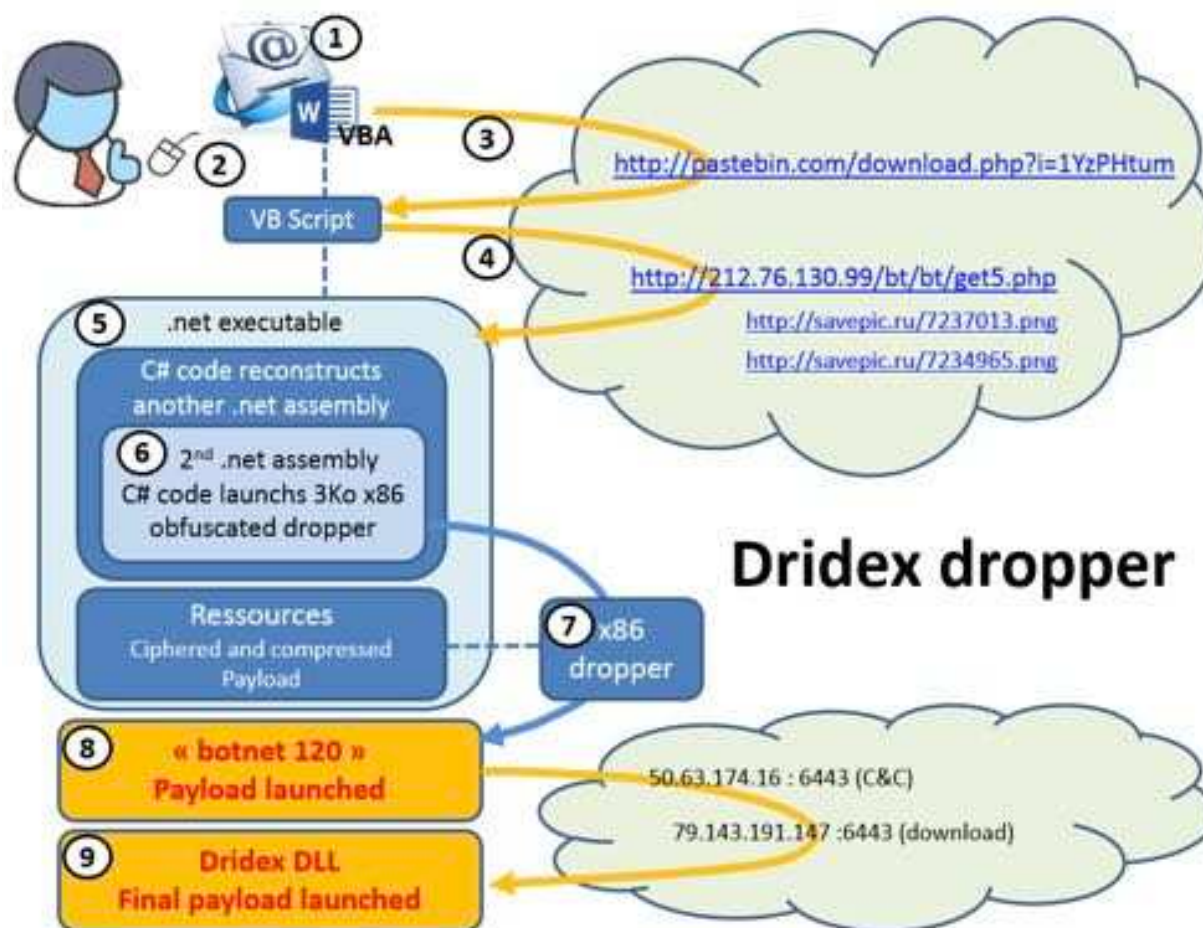 1
@
W
VBA
2
3
http://pastebin.com/download.php?i=1YzPHtum
VB Script
4
http://212.76.130.99/bt/bt/get5.php
http://savepic.ru/7237013.png
http://savepic.ru/7234965.png
5
.net executable
C# code reconstructs
another .net assembly
6
2nd .net assembly
C# code launchs 3Ko x86
obfuscated dropper
Dridex dropper
Ressources
Ciphered and compressed
Payload
7
x86
dropper
8
« botnet 120 »
Payload launched
50.63.174.16 : 6443 (C&C)
79.143.191.147 :6443 (download)
9
Dridex DLL
Final payload launched